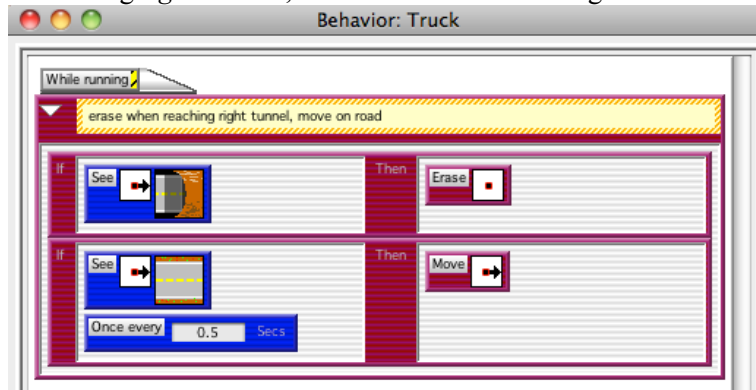 Behavior: Truck
While running
erase when reaching right tunnel, move on road
If See Then Erase
If See Then Move
Once every 0.5 Secs